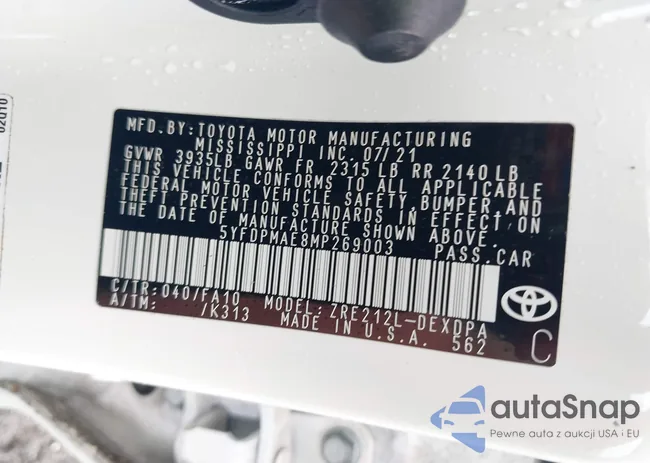 MFD.BY:TOYOTA MOTOR MANUFACTURING
MISSISSIPPI INC. 07/21
GVWR 3935LB GAWR FR 2315 LB RR 2140 LB
THIS VEHICLE CONFORMS TO ALL APPLICABLE
FEDERAL MOTOR VEHICLE SAFETY, BUMPER AND
THEFT PREVENTION STANDARDS IN EFFECT ON
THE DATE OF MANUFACTURE SHOWN ABOVE.
5YFDPMAE8MP269003 PASS.CAR
C/TR: 040/FA10 MODEL: ZRE212L-DEXDPA
A/TM: /K313 MADE IN U.S.A. 562
C
autaSnap
Pewne auta z aukcji USA i EU